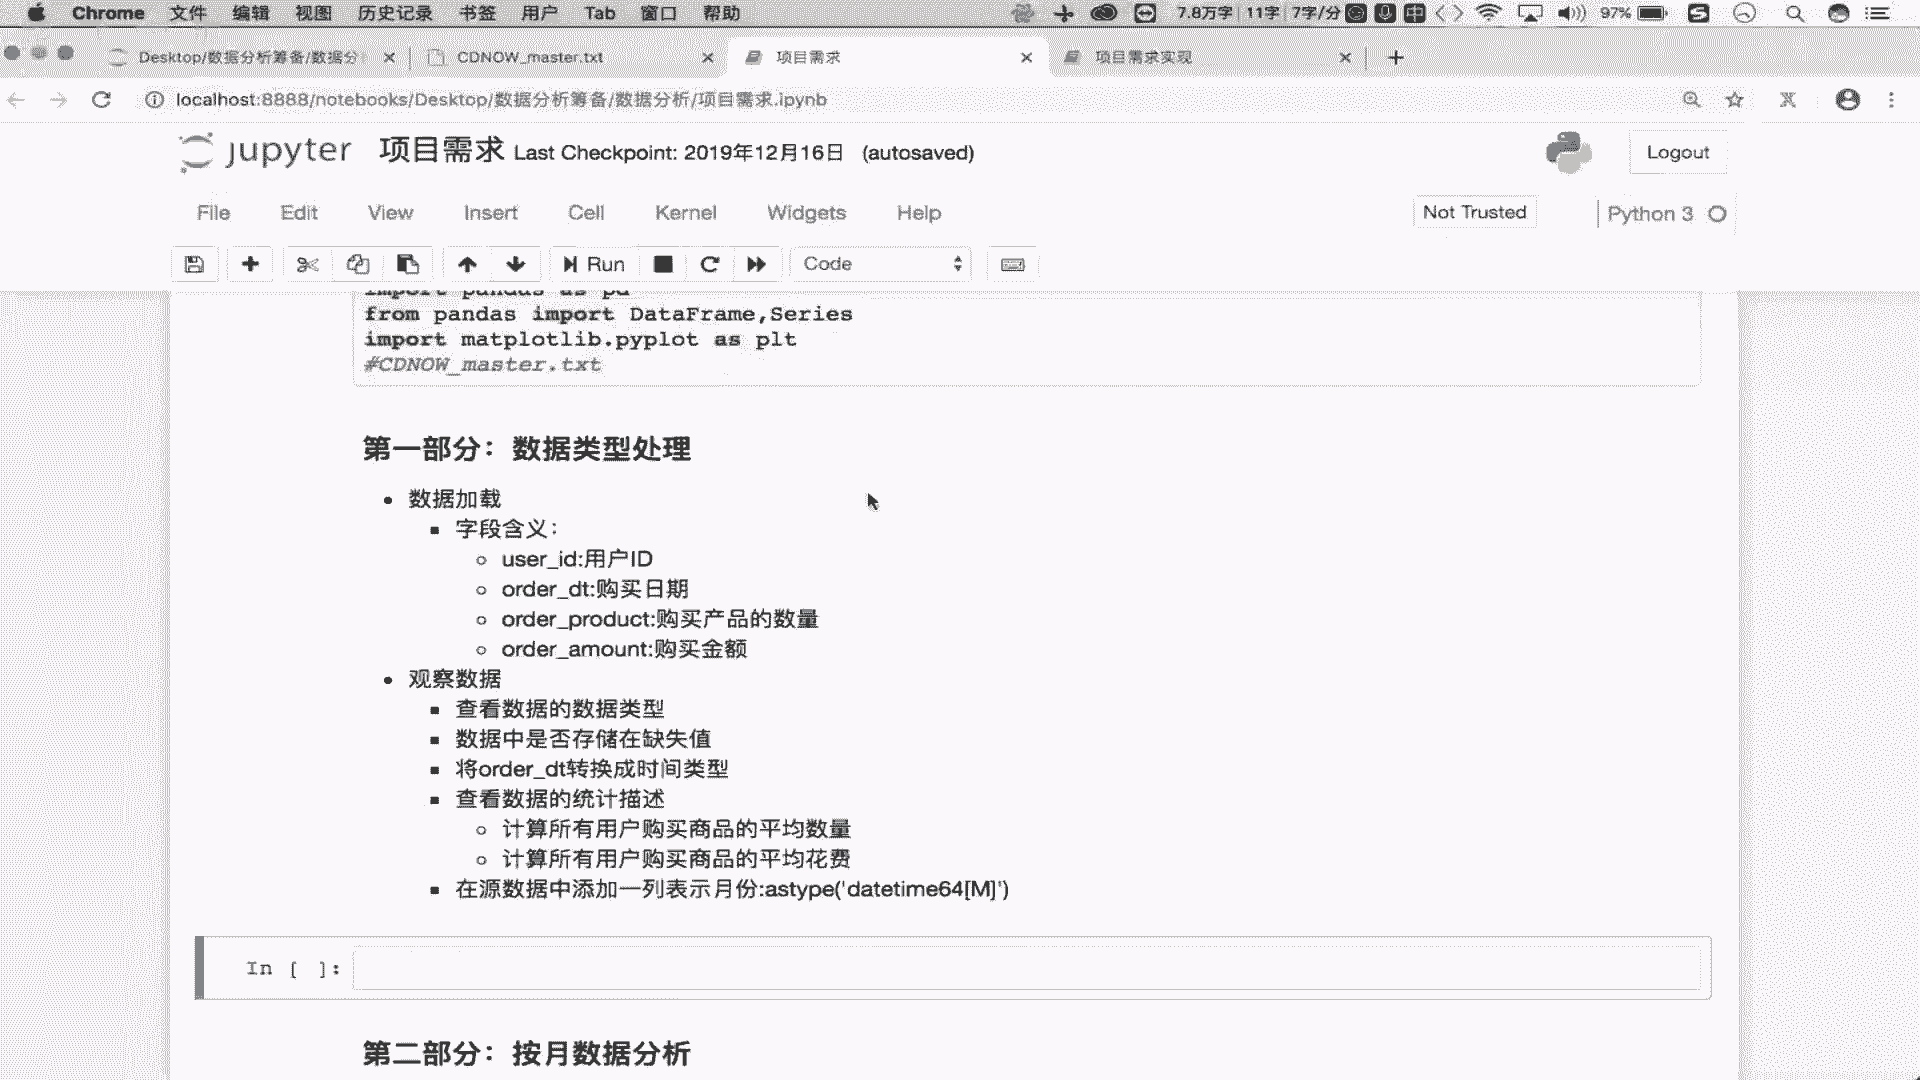 Chrome 文件 编辑 视图 历史记录 书签 用户 Tab 窗口 帮助 7.8万字 11字 7字/分 中 97%
Desktop/数据分析筹备/数据分 CDNOW_master.txt 项目需求 项目需求实现
localhost:8888/notebooks/Desktop/数据分析筹备/数据分析/项目需求.ipynb
jupyter 项目需求 Last Checkpoint: 2019年12月16日 (autosaved) Logout
File Edit View Insert Cell Kernel Widgets Help Not Trusted Python 3
Run Code
import pandas as pd
from pandas import DataFrame,Series
import matplotlib.pyplot as plt
#CDNOW_master.txt
第一部分：数据类型处理
数据加载
字段含义：
user_id:用户ID
order_dt:购买日期
order_product:购买产品的数量
order_amount:购买金额
观察数据
查看数据的数据类型
数据中是否存储在缺失值
将order_dt转换成时间类型
查看数据的统计描述
计算所有用户购买商品的平均数量
计算所有用户购买商品的平均花费
在源数据中添加一列表示月份:astype('datetime64[M]')
In [ ]:
第二部分：按月数据分析